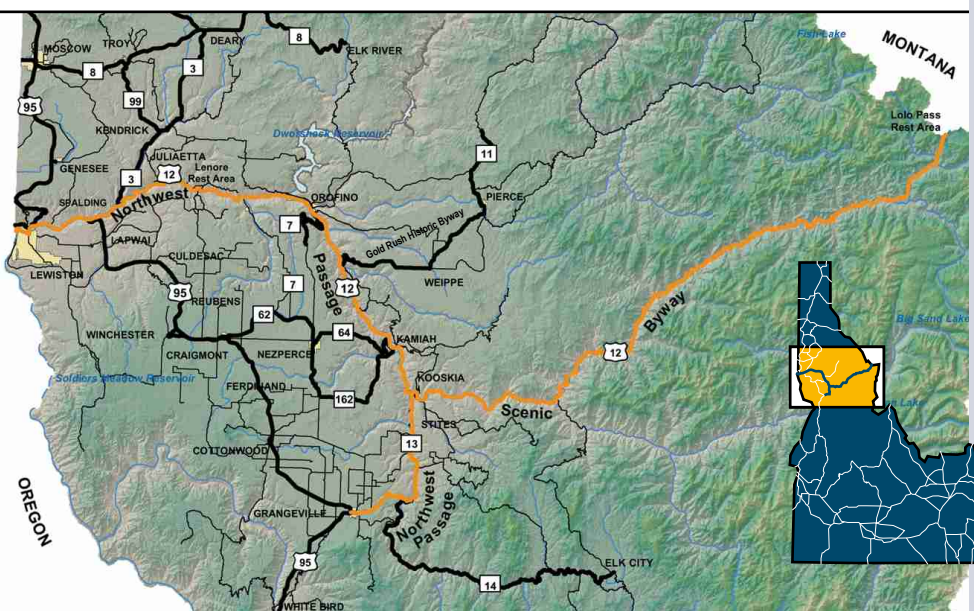 MONTANA
Fish Lake
8
DEARY
TROY
MOSCOW
ELK RIVER
8
3
99
95
Lolo Pass
Rest Area
KENDRICK
Dworshack Reservoir
11
JULIAETTA
GENESEE
12
Lenore
Rest Area
3
SPALDING
Northwest
OROFINO
PIERCE
7
Gold Rush Historic Byway
LAPWAI
CULDESAC
LEWISTON
Passage
7
12
WEIPPE
95
REUBENS
62
Byway
Big Sand Lake
WINCHESTER
64
KAMIAH
CRAIGMONT
NEZPERCE
12
Soldiers Meadow Reservoir
FERDINAND
KOOSKIA
162
Scenic
n Lake
STITES
13
COTTONWOOD
OREGON
GRANGEVILLE
Northwest
Passage
95
ELK CITY
14
WHITE BIRD